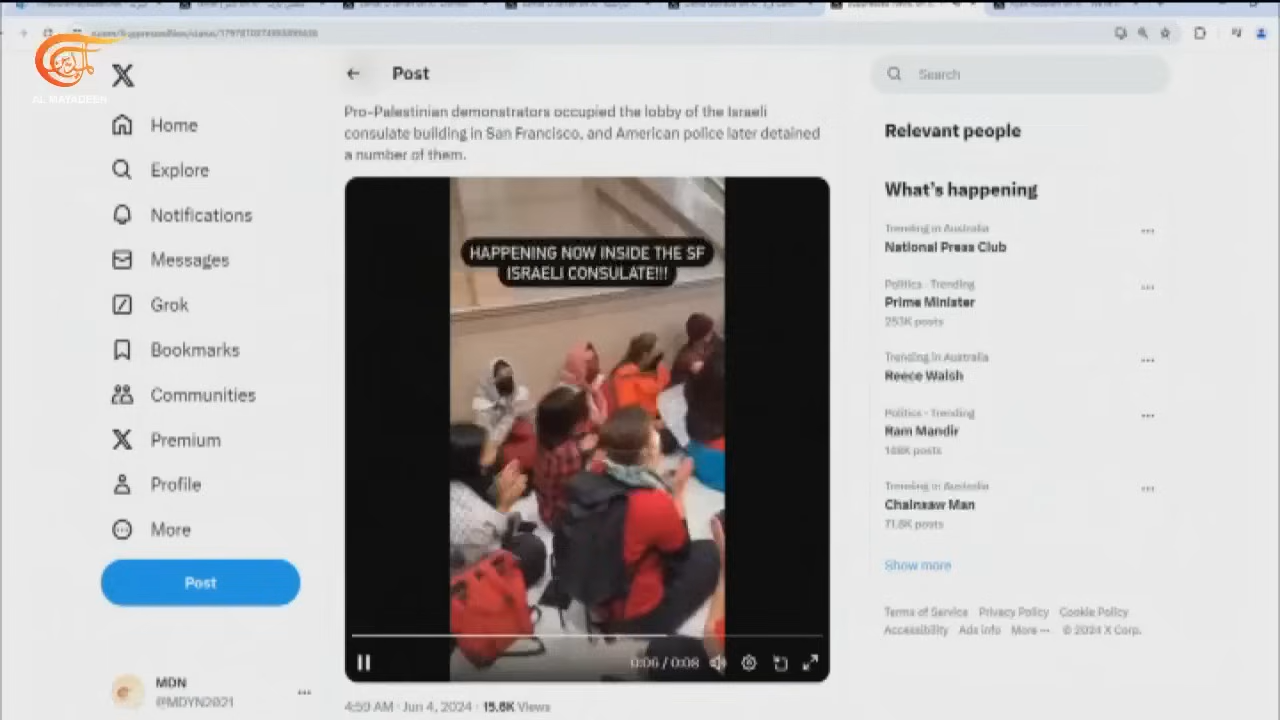 AL MAYADEEN
Home
Explore
Notifications
Messages
Grok
Bookmarks
Communities
Premium
Profile
More
Post
MDN
@MDYN2021
Post
Pro-Palestinian demonstrators occupied the lobby of the Israeli
consulate building in San Francisco, and American police later detained
a number of them.
HAPPENING NOW INSIDE THE SF
ISRAELI CONSULATE!!!
0:06 / 0:08
4:59 AM · Jun 4, 2024 · 15.6K Views
Search
Relevant people
What's happening
Trending in Australia
National Press Club
Politics · Trending
Prime Minister
253K posts
Trending in Australia
Reece Walsh
Politics · Trending
Ram Mandir
168K posts
Trending in Australia
Chainsaw Man
71.8K posts
Show more
Terms of Service Privacy Policy Cookie Policy
Accessibility Ads info More ··· © 2024 X Corp.